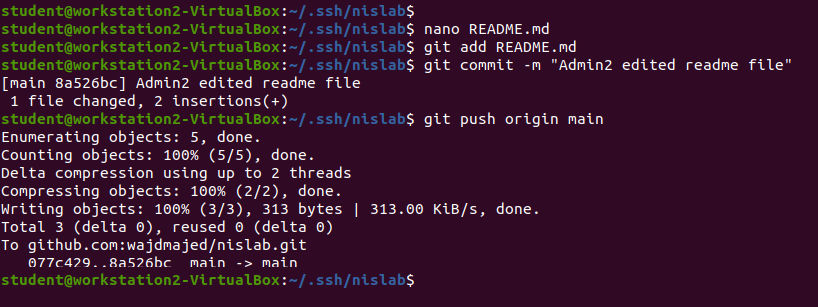 student@workstation2-VirtualBox:~/.ssh/nislab$
student@workstation2-VirtualBox:~/.ssh/nislab$ nano README.md
student@workstation2-VirtualBox:~/.ssh/nislab$ git add README.md
student@workstation2-VirtualBox:~/.ssh/nislab$ git commit -m "Admin2 edited readme file"
[main 8a526bc] Admin2 edited readme file
 1 file changed, 2 insertions(+)
student@workstation2-VirtualBox:~/.ssh/nislab$ git push origin main
Enumerating objects: 5, done.
Counting objects: 100% (5/5), done.
Delta compression using up to 2 threads
Compressing objects: 100% (2/2), done.
Writing objects: 100% (3/3), 313 bytes | 313.00 KiB/s, done.
Total 3 (delta 0), reused 0 (delta 0)
To github.com:wajdmajed/nislab.git
   077c429..8a526bc  main -> main
student@workstation2-VirtualBox:~/.ssh/nislab$